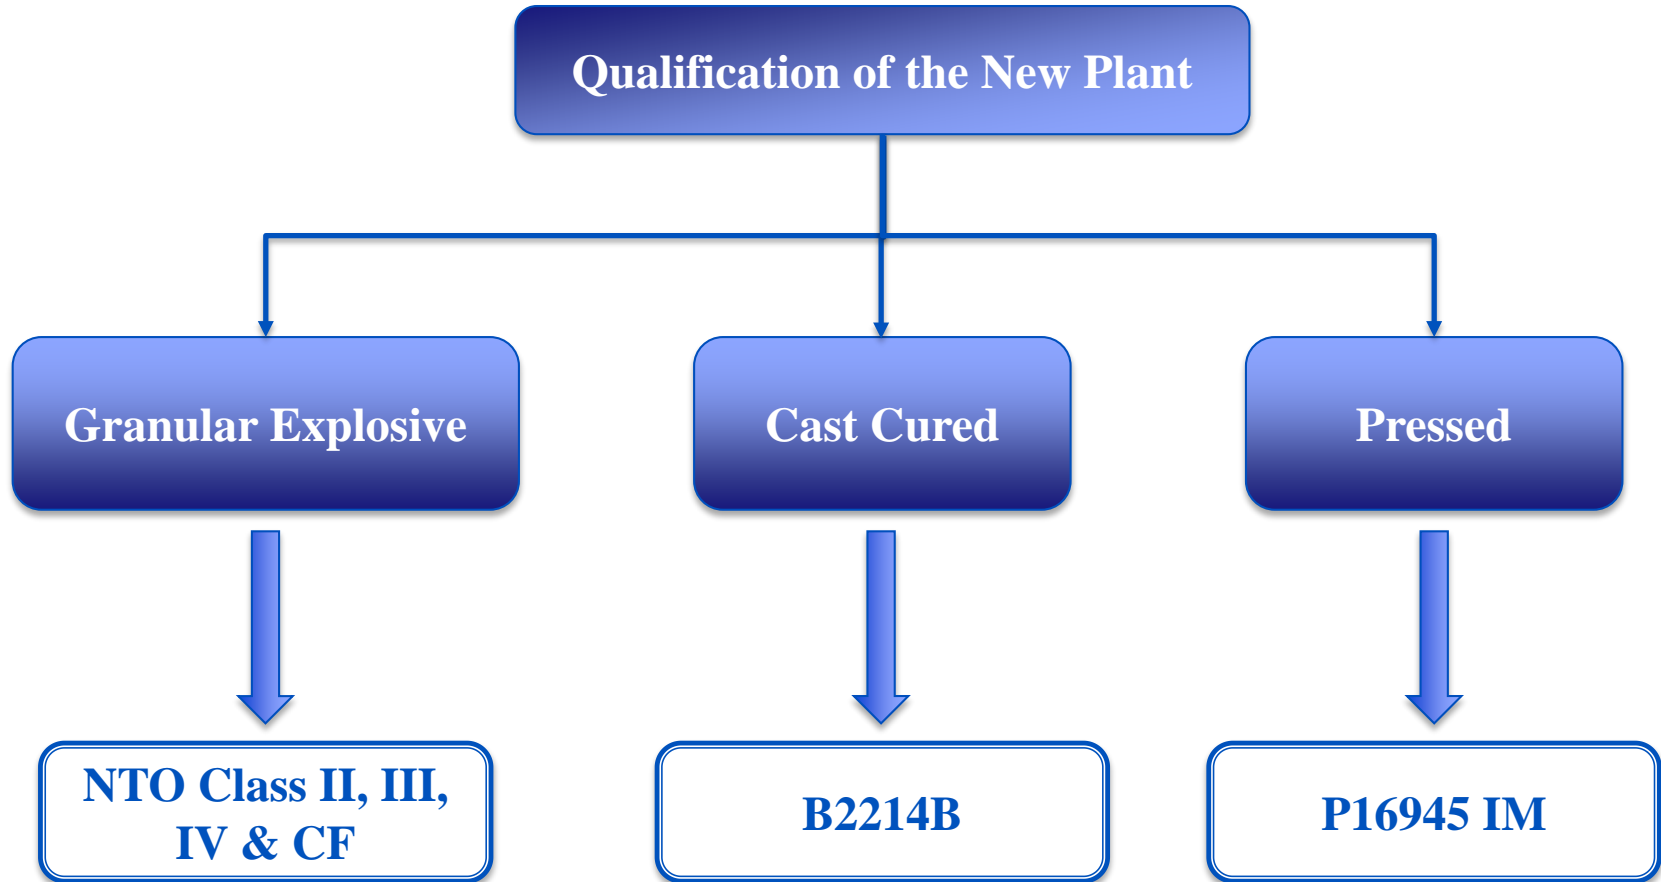 Qualification of the New Plant
Granular Explosive
Cast Cured
Pressed
NTO Class II, III,
IV & CF
B2214B
P16945 IM